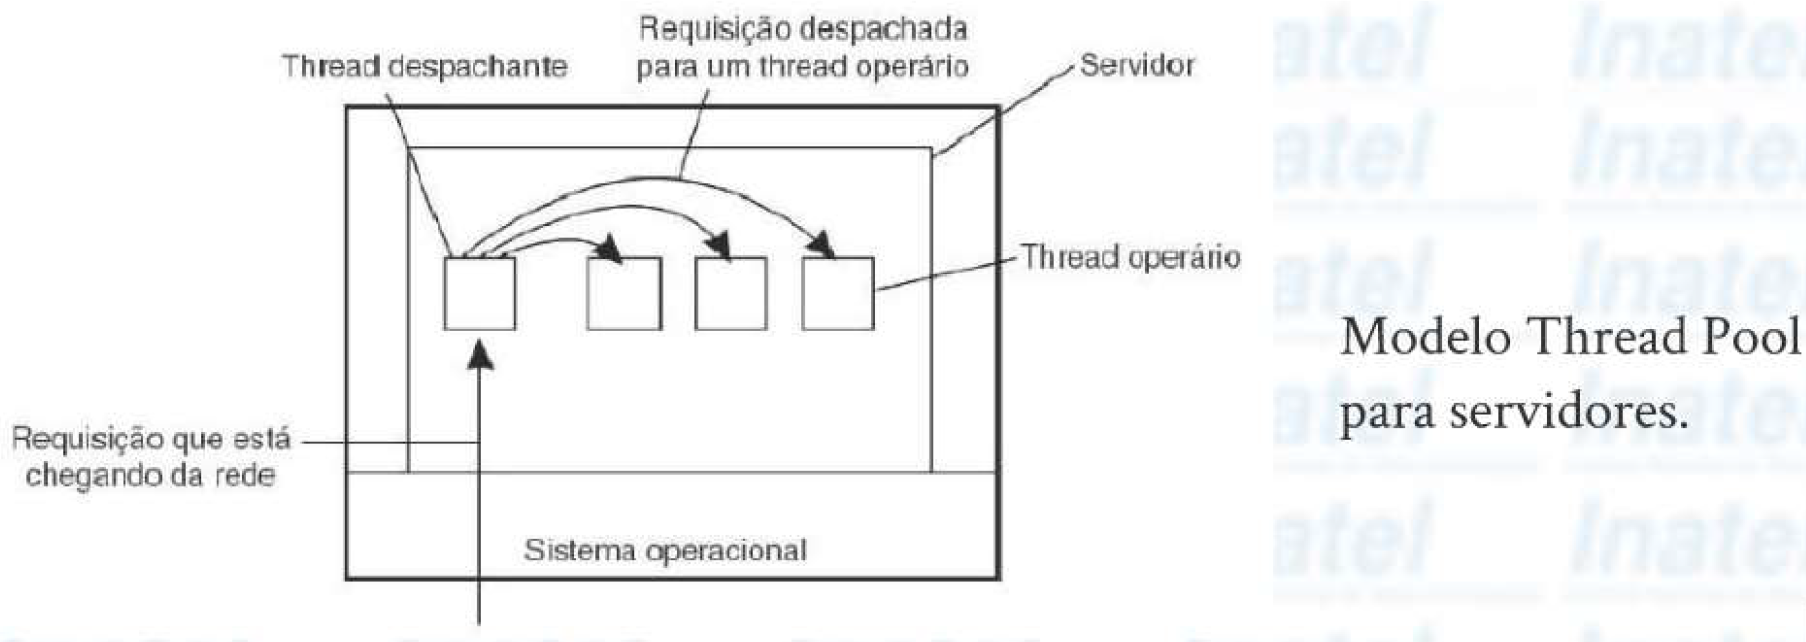 Requisição despachada
para um thread operário
Thread despachante
Servidor
Thread operário
Requisição que está
chegando da rede
Sistema operacional
Modelo Thread Pool
para servidores.
Inatel